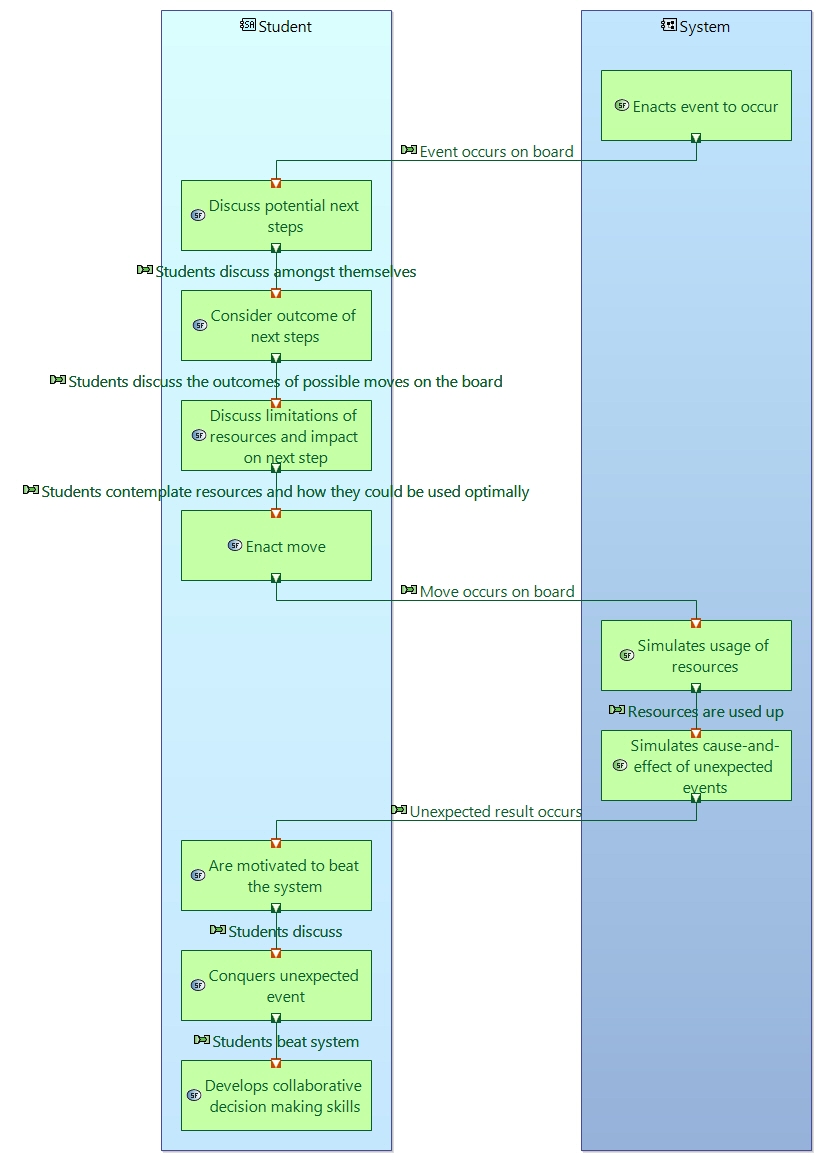 Student
System
Enacts event to occur
Event occurs on board
Discuss potential next
steps
Students discuss amongst themselves
Consider outcome of
next steps
Students discuss the outcomes of possible moves on the board
Discuss limitations of
resources and impact
on next step
Students contemplate resources and how they could be used optimally
Enact move
Move occurs on board
Simulates usage of
resources
Resources are used up
Simulates cause-and-
effect of unexpected
events
Unexpected result occurs
Are motivated to beat
the system
Students discuss
Conquers unexpected
event
Students beat system
Develops collaborative
decision making skills